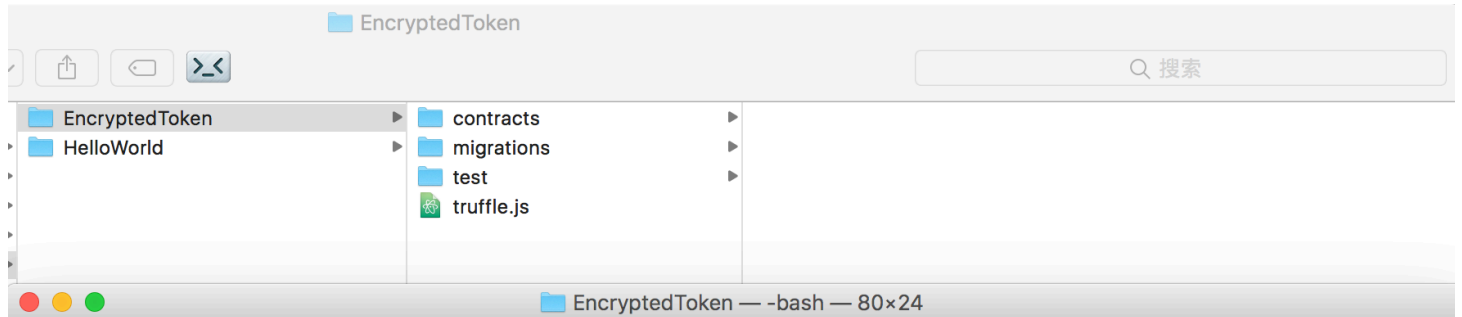 EncryptedToken
>_<
搜索
EncryptedToken contracts
HelloWorld migrations
test
truffle.js
EncryptedToken — -bash — 80×24